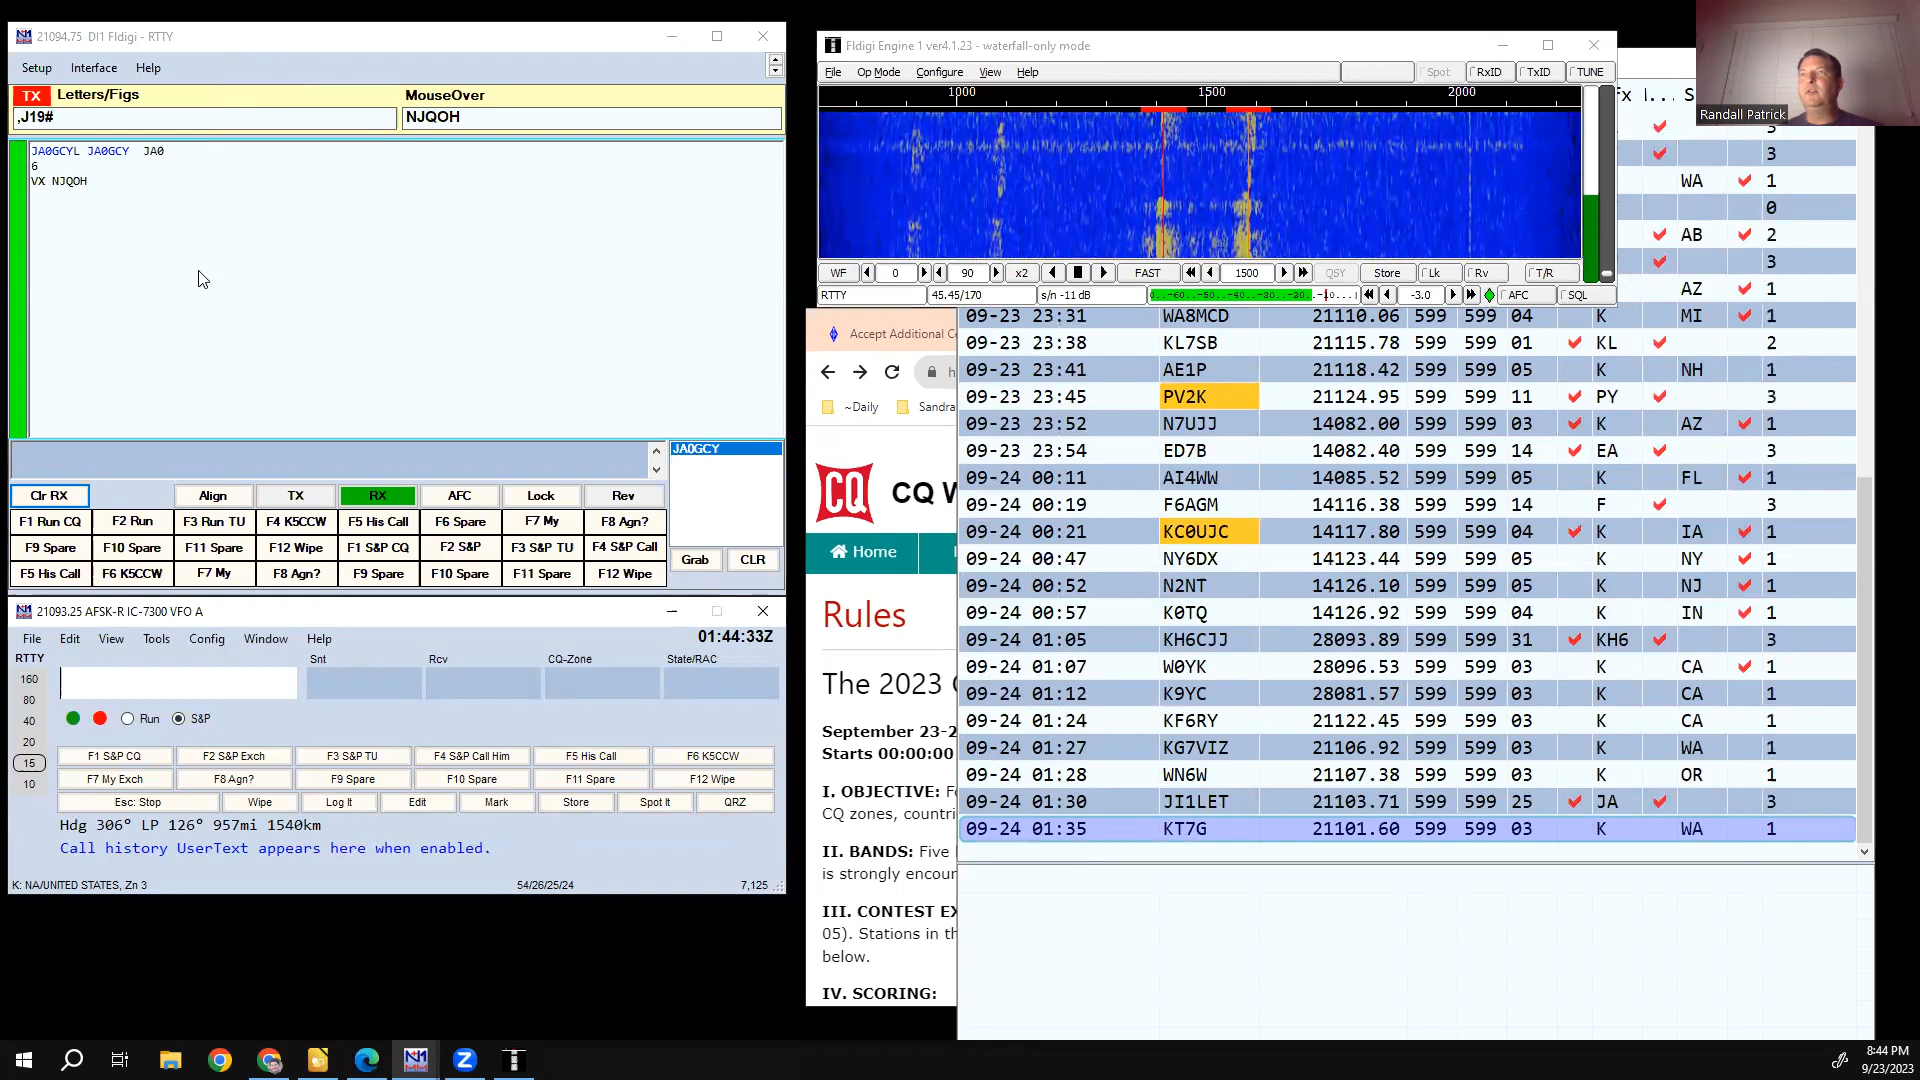 21094.75 DI1 Fldigi - RTTY
Setup Interface Help
TX Letters/Figs MouseOver
,J19# NJQOH
JA0GCYL JA0GCY JA0
6
VX NJQOH
JA0GCY
Clr RX Align TX RX AFC Lock Rev
F1 Run CQ F2 Run F3 Run TU F4 K5CCW F5 His Call F6 Spare F7 My F8 Agn?
F9 Spare F10 Spare F11 Spare F12 Wipe F1 S&P CQ F2 S&P F3 S&P TU F4 S&P Call
F5 His Call F6 K5CCW F7 My F8 Agn? F9 Spare F10 Spare F11 Spare F12 Wipe
Grab CLR
21093.25 AFSK-R IC-7300 VFO A
File Edit View Tools Config Window Help 01:44:33Z
RTTY Snt Rcv CQ-Zone State/RAC
160
80
40
20
15
10
Run S&P
F1 S&P CQ F2 S&P Exch F3 S&P TU F4 S&P Call Him F5 His Call F6 K5CCW
F7 My Exch F8 Agn? F9 Spare F10 Spare F11 Spare F12 Wipe
Esc: Stop Wipe Log It Edit Mark Store Spot It QRZ
Hdg 306° LP 126° 957mi 1540km
Call history UserText appears here when enabled.
K: NA/UNITED STATES, Zn 3 54/26/25/24 7,125
Fldigi Engine 1 ver4.1.23 - waterfall-only mode
File Op Mode Configure View Help Spot RxID TxID TUNE
1000 1500 2000
WF 0 90 x2 FAST 1500 QSY Store Lk Rv T/R
RTTY 45.45/170 s/n -11 dB -3.0 AFC SQL
Randall Patrick
3
WA 1
0
AB 2
3
AZ 1
09-23 23:31 WA8MCD 21110.06 599 599 04 K MI 1
09-23 23:38 KL7SB 21115.78 599 599 01 KL 2
09-23 23:41 AE1P 21118.42 599 599 05 K NH 1
09-23 23:45 PV2K 21124.95 599 599 11 PY 3
09-23 23:52 N7UJJ 14082.00 599 599 03 K AZ 1
09-23 23:54 ED7B 14082.40 599 599 14 EA 3
09-24 00:11 AI4WW 14085.52 599 599 05 K FL 1
09-24 00:19 F6AGM 14116.38 599 599 14 F 3
09-24 00:21 KC0UJC 14117.80 599 599 04 K IA 1
09-24 00:47 NY6DX 14123.44 599 599 05 K NY 1
09-24 00:52 N2NT 14126.10 599 599 05 K NJ 1
09-24 00:57 K0TQ 14126.92 599 599 04 K IN 1
09-24 01:05 KH6CJJ 28093.89 599 599 31 KH6 3
09-24 01:07 W0YK 28096.53 599 599 03 K CA 1
09-24 01:12 K9YC 28081.57 599 599 03 K CA 1
09-24 01:24 KF6RY 21122.45 599 599 03 K CA 1
09-24 01:27 KG7VIZ 21106.92 599 599 03 K WA 1
09-24 01:28 WN6W 21107.38 599 599 03 K OR 1
09-24 01:30 JI1LET 21103.71 599 599 25 JA 3
09-24 01:35 KT7G 21101.60 599 599 03 K WA 1
Accept Additional
~Daily Sandra
CQ CQ
Home
Rules
The 2023
September 23-2
Starts 00:00:00
I. OBJECTIVE:
CQ zones, countri
II. BANDS: Five
is strongly encour
III. CONTEST EX
05). Stations in th
below.
IV. SCORING:
8:44 PM
9/23/2023